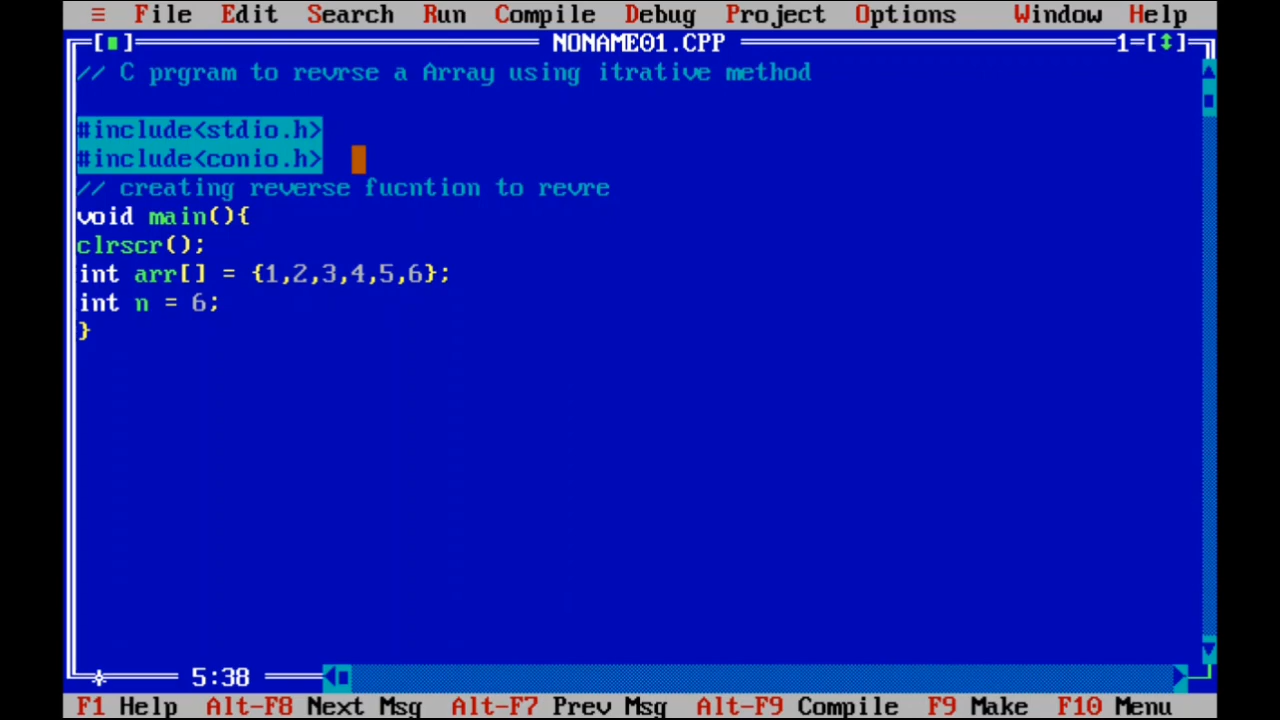 ≡ File Edit Search Run Compile Debug Project Options Window Help
[■] NONAME01.CPP 1=[↕]
// C prgram to revrse a Array using itrative method
#include<stdio.h>
#include<conio.h>
// creating reverse fucntion to revre
void main(){
clrscr();
int arr[] = {1,2,3,4,5,6};
int n = 6;
}
5:38
F1 Help Alt-F8 Next Msg Alt-F7 Prev Msg Alt-F9 Compile F9 Make F10 Menu